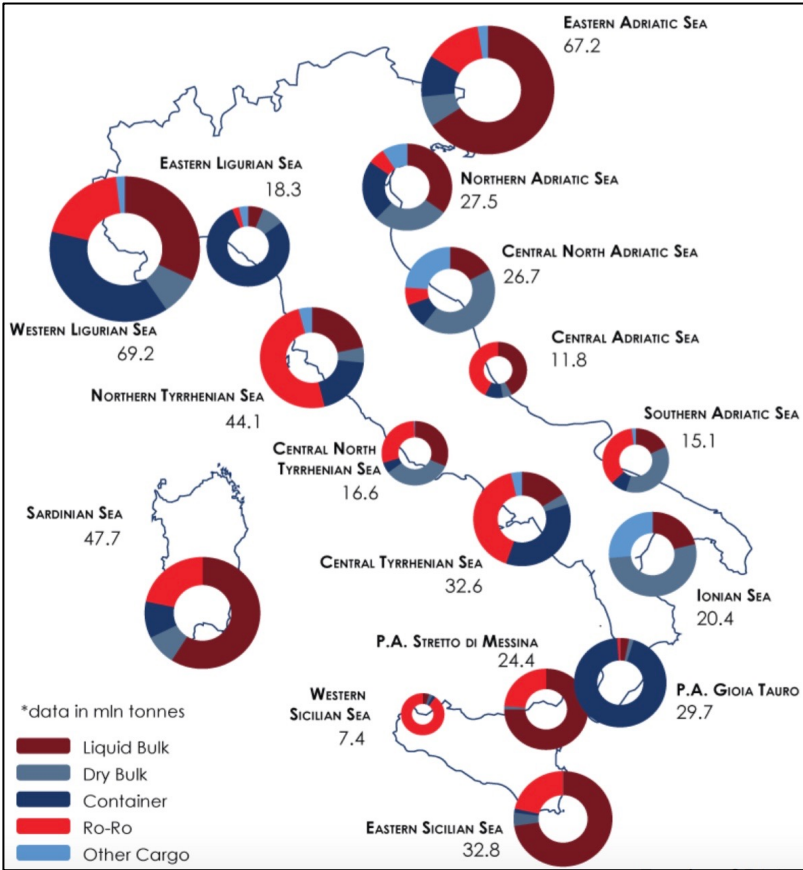 EASTERN ADRIATIC SEA
67.2
EASTERN LIGURIAN SEA
18.3
NORTHERN ADRIATIC SEA
27.5
CENTRAL NORTH ADRIATIC SEA
26.7
WESTERN LIGURIAN SEA
69.2
CENTRAL ADRIATIC SEA
11.8
NORTHERN TYRRHENIAN SEA
44.1
SOUTHERN ADRIATIC SEA
15.1
CENTRAL NORTH
TYRRHENIAN SEA
16.6
SARDINIAN SEA
47.7
CENTRAL TYRRHENIAN SEA
32.6
IONIAN SEA
20.4
P.A. STRETTO DI MESSINA
24.4
P.A. GIOIA TAURO
29.7
WESTERN
SICILIAN SEA
7.4
*data in mln tonnes
Liquid Bulk
Dry Bulk
Container
Ro-Ro
Other Cargo
EASTERN SICILIAN SEA
32.8